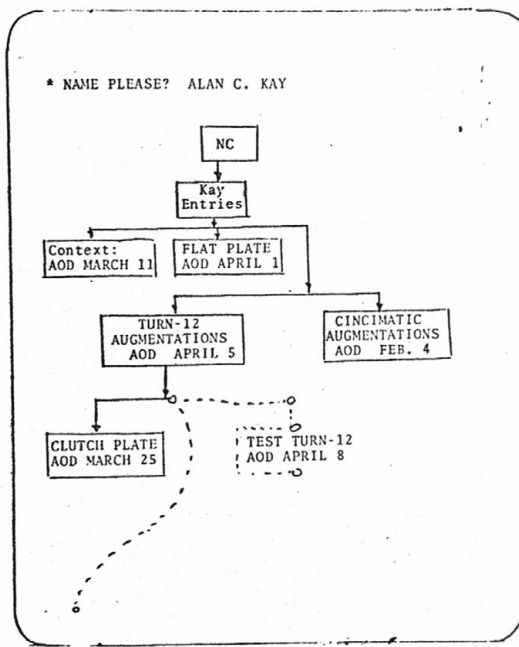 * NAME PLEASE? ALAN C. KAY
NC
Kay
Entries
Context:
AOD MARCH 11
FLAT PLATE
AOD APRIL 1
TURN-12
AUGMENTATIONS
AOD APRIL 5
CINCIMATIC
AUGMENTATIONS
AOD FEB. 4
CLUTCH PLATE
AOD MARCH 25
TEST TURN-12
AOD APRIL 8